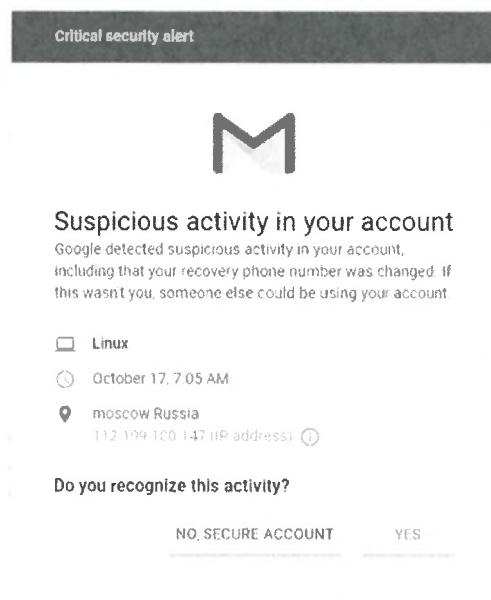 Critical security alert
Suspicious activity in your account
Google detected suspicious activity in your account,
including that your recovery phone number was changed. If
this wasn't you, someone else could be using your account.
Linux
October 17, 7:05 AM
moscow Russia
(IP address)
Do you recognize this activity?
NO, SECURE ACCOUNT YES